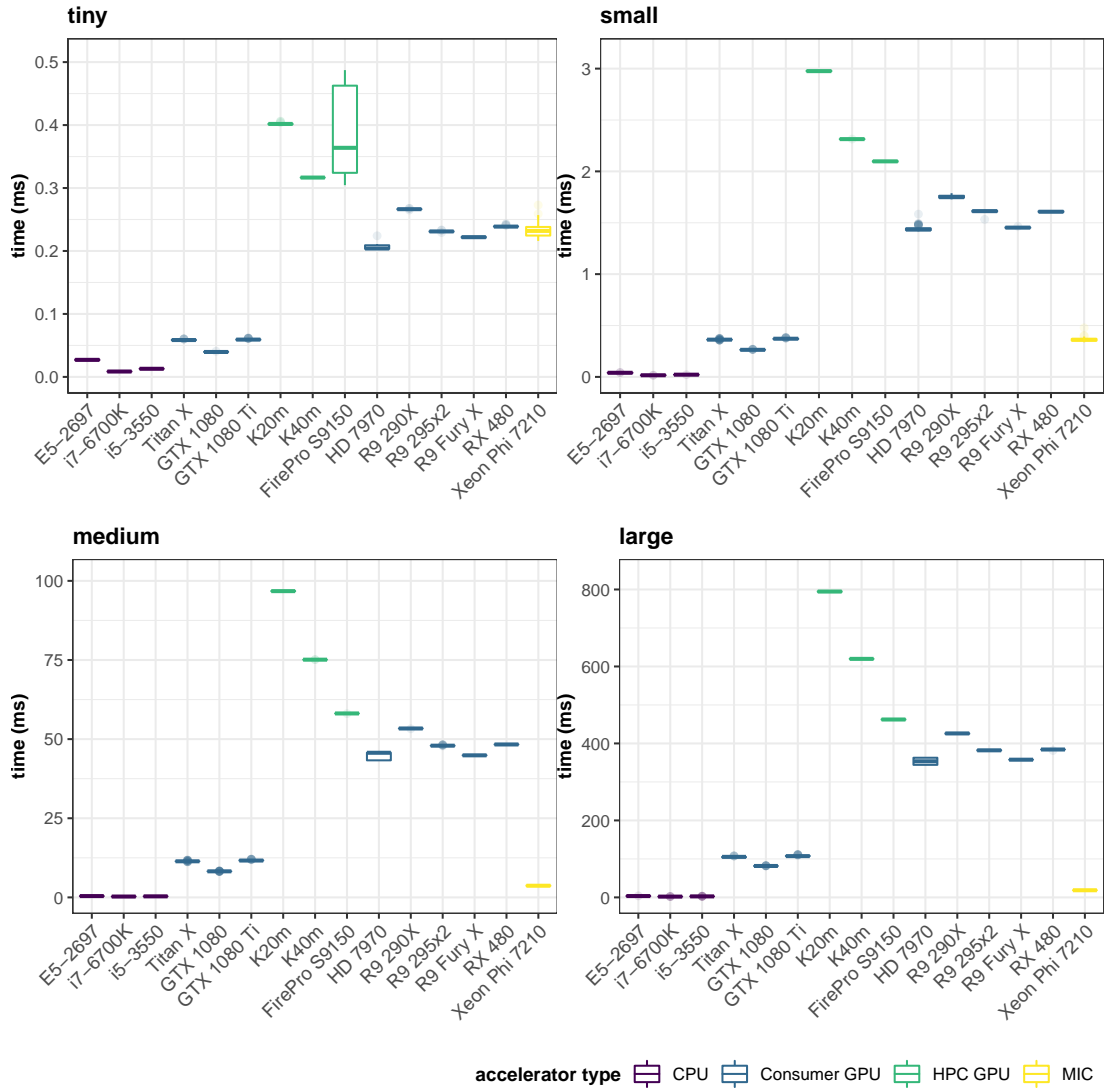 tiny
time (ms)
0.5
0.4
0.3
0.2
0.1
0.0
E5−2697
i7−6700K
i5−3550
Titan X
GTX 1080
GTX 1080 Ti
K20m
K40m
FirePro S9150
HD 7970
R9 290X
R9 295x2
R9 Fury X
RX 480
Xeon Phi 7210
small
time (ms)
3
2
1
0
E5−2697
i7−6700K
i5−3550
Titan X
GTX 1080
GTX 1080 Ti
K20m
K40m
FirePro S9150
HD 7970
R9 290X
R9 295x2
R9 Fury X
RX 480
Xeon Phi 7210
medium
time (ms)
100
75
50
25
0
E5−2697
i7−6700K
i5−3550
Titan X
GTX 1080
GTX 1080 Ti
K20m
K40m
FirePro S9150
HD 7970
R9 290X
R9 295x2
R9 Fury X
RX 480
Xeon Phi 7210
large
time (ms)
800
600
400
200
0
E5−2697
i7−6700K
i5−3550
Titan X
GTX 1080
GTX 1080 Ti
K20m
K40m
FirePro S9150
HD 7970
R9 290X
R9 295x2
R9 Fury X
RX 480
Xeon Phi 7210
accelerator type CPU Consumer GPU HPC GPU MIC